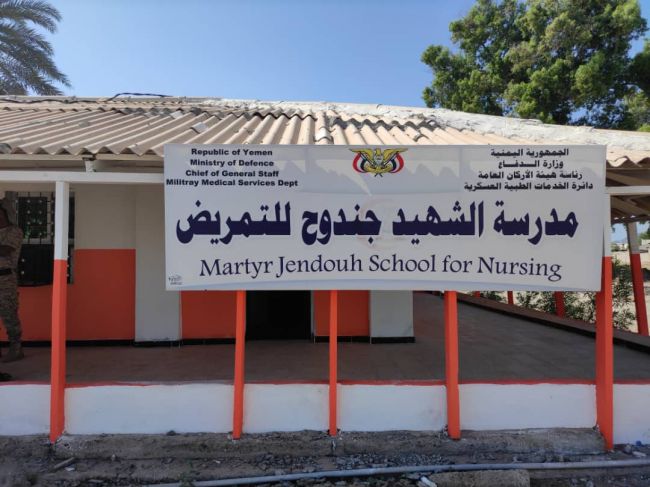 Republic of Yemen
Ministry of Defence
Chief of General Staff
Militray Medical Services Dept
الجمهورية اليمنية
وزارة الـدفـــاع
رئاسة هيئة الأركان العامة
دائرة الخدمات الطبية العسكرية
مدرسة الشهيد جندوح للتمريض
Martyr Jendouh School for Nursing